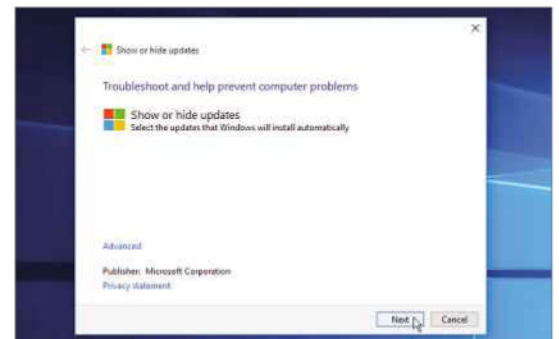 Show or hide updates
Troubleshoot and help prevent computer problems
Show or hide updates
Select the updates that Windows will install automatically
Advanced
Publisher: Microsoft Corporation
Privacy statement
Next
Cancel